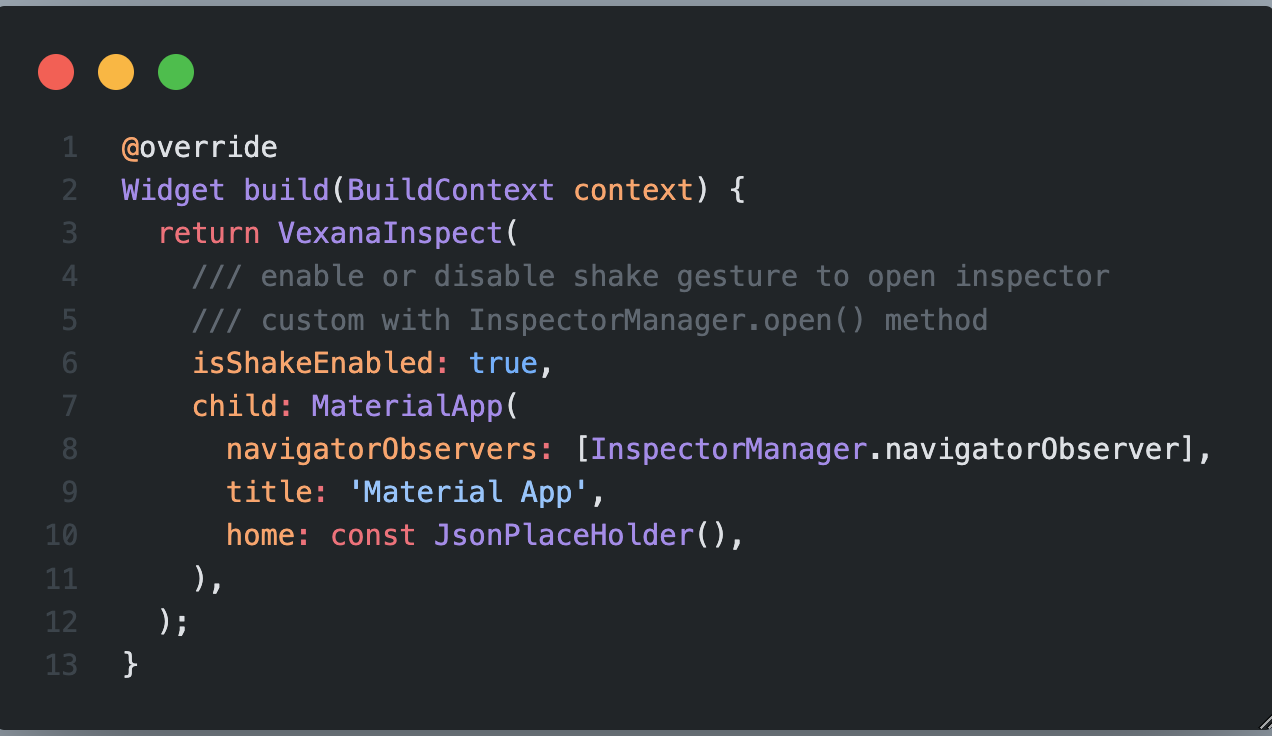 1 @override
2 Widget build(BuildContext context) {
3   return VexanaInspect(
4     /// enable or disable shake gesture to open inspector
5     /// custom with InspectorManager.open() method
6     isShakeEnabled: true,
7     child: MaterialApp(
8       navigatorObservers: [InspectorManager.navigatorObserver],
9       title: 'Material App',
10       home: const JsonPlaceHolder(),
11     ),
12   );
13 }